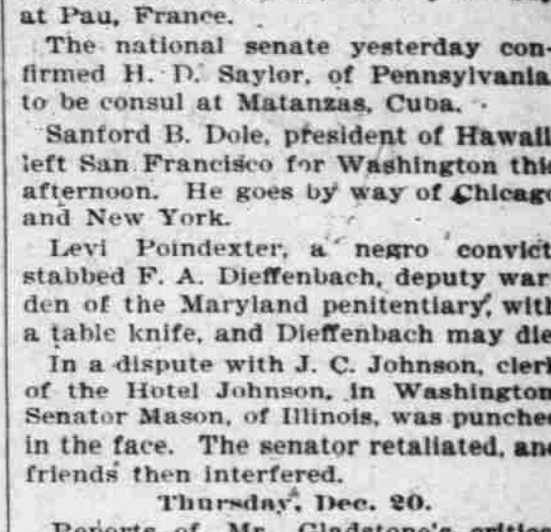 at Pau, France.
The national senate yesterday con-
firmed H. D. Saylor, of Pennsylvania
to be consul at Matanzas, Cuba.
Sanford B. Dole, president of Hawaii
left San Francisco for Washington this
afternoon. He goes by way of Chicago
and New York.
Levi Poindexter, a negro convict
stabbed F. A. Dieffenbach, deputy war-
den of the Maryland penitentiary, with
a table knife, and Dieffenbach may die
In a dispute with J. C. Johnson, clerk
of the Hotel Johnson, in Washington
Senator Mason, of Illinois, was punched
in the face. The senator retaliated, and
friends then interfered.
Thursday, Dec. 20.
Reports of Mr. Gladstone's